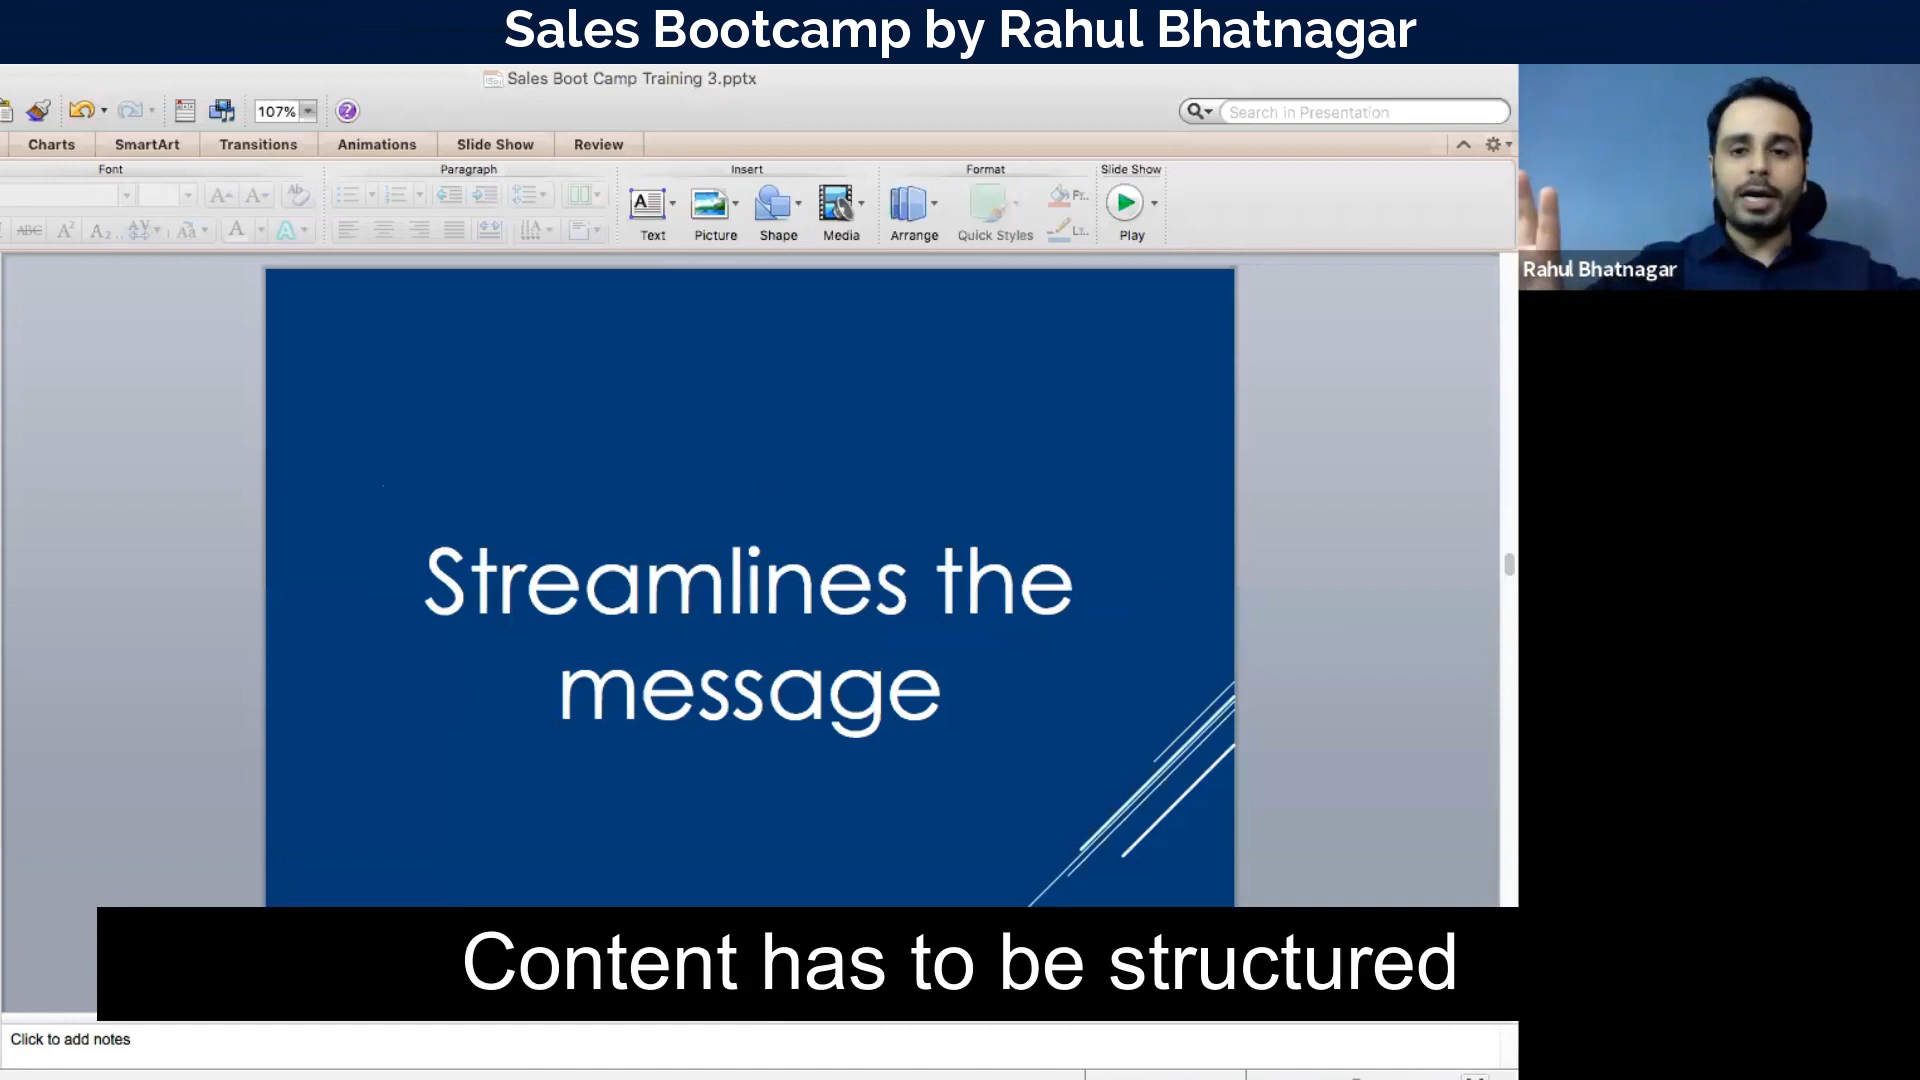 Sales Bootcamp by Rahul Bhatnagar
Sales Boot Camp Training 3.pptx
107%
Search in Presentation
Charts SmartArt Transitions Animations Slide Show Review
Font Paragraph Insert Format Slide Show
Text Picture Shape Media Arrange Quick Styles Play
Rahul Bhatnagar
Streamlines the
message
Content has to be structured
Click to add notes